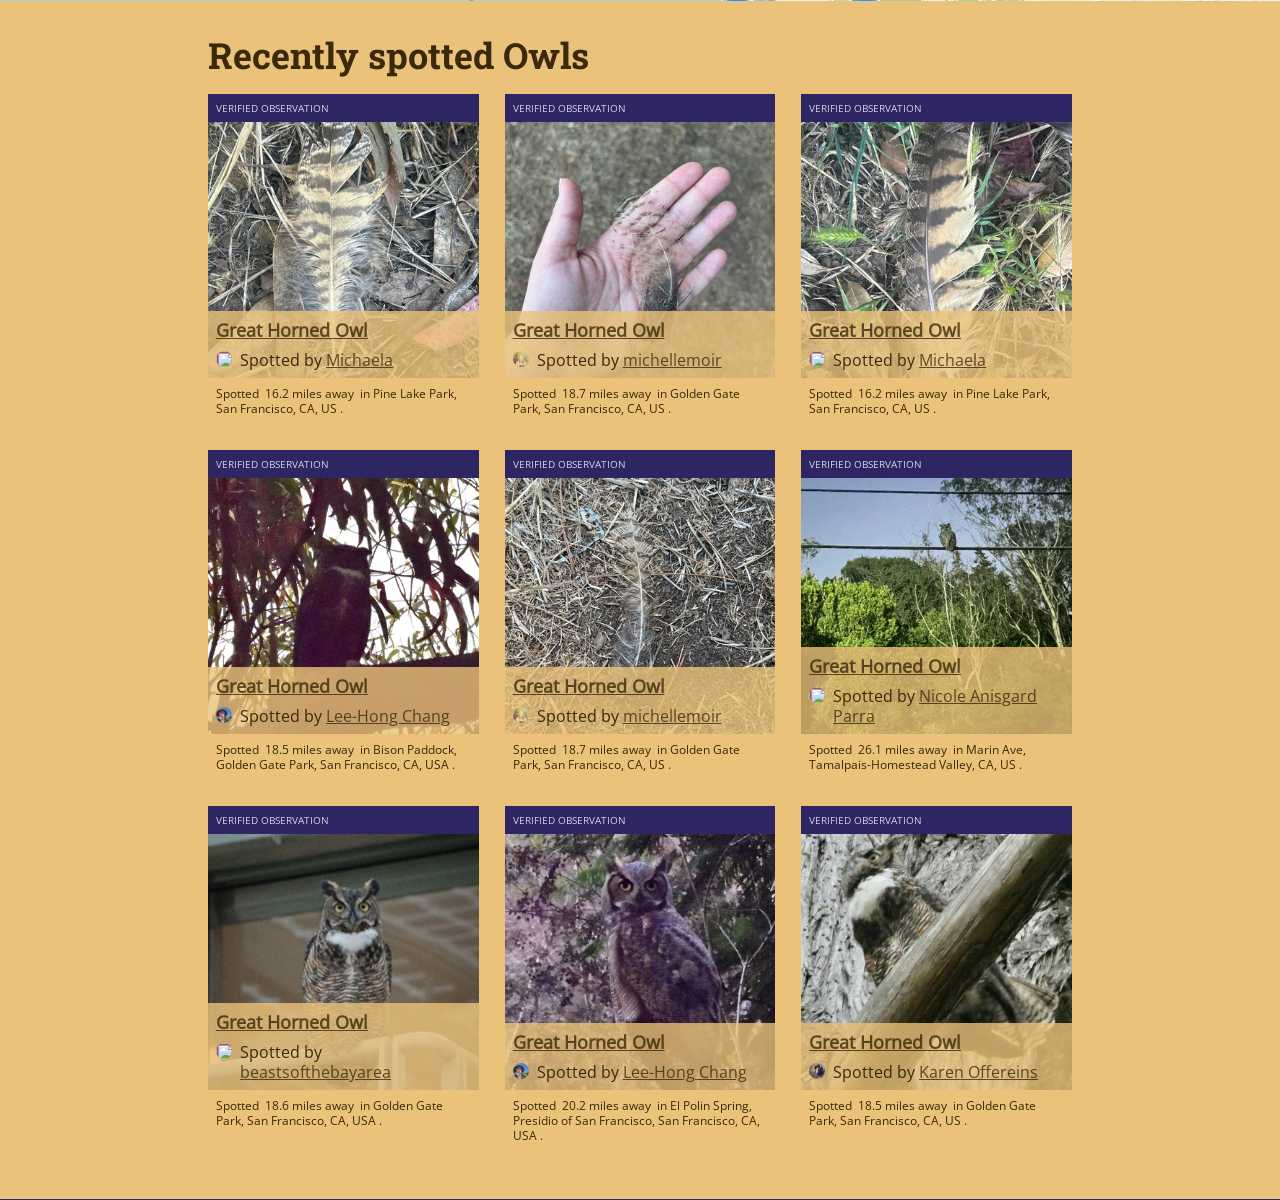 Recently spotted Owls
VERIFIED OBSERVATION
Great Horned Owl
Spotted by Michaela
Spotted 16.2 miles away in Pine Lake Park,
San Francisco, CA, US .
VERIFIED OBSERVATION
Great Horned Owl
Spotted by michellemoir
Spotted 18.7 miles away in Golden Gate
Park, San Francisco, CA, US .
VERIFIED OBSERVATION
Great Horned Owl
Spotted by Michaela
Spotted 16.2 miles away in Pine Lake Park,
San Francisco, CA, US .
VERIFIED OBSERVATION
Great Horned Owl
Spotted by Lee-Hong Chang
Spotted 18.5 miles away in Bison Paddock,
Golden Gate Park, San Francisco, CA, USA .
VERIFIED OBSERVATION
Great Horned Owl
Spotted by michellemoir
Spotted 18.7 miles away in Golden Gate
Park, San Francisco, CA, US .
VERIFIED OBSERVATION
Great Horned Owl
Spotted by Nicole Anisgard
Parra
Spotted 26.1 miles away in Marin Ave,
Tamalpais-Homestead Valley, CA, US .
VERIFIED OBSERVATION
Great Horned Owl
Spotted by
beastsofthebayarea
Spotted 18.6 miles away in Golden Gate
Park, San Francisco, CA, USA .
VERIFIED OBSERVATION
Great Horned Owl
Spotted by Lee-Hong Chang
Spotted 20.2 miles away in El Polin Spring,
Presidio of San Francisco, San Francisco, CA,
USA .
VERIFIED OBSERVATION
Great Horned Owl
Spotted by Karen Offereins
Spotted 18.5 miles away in Golden Gate
Park, San Francisco, CA, US .